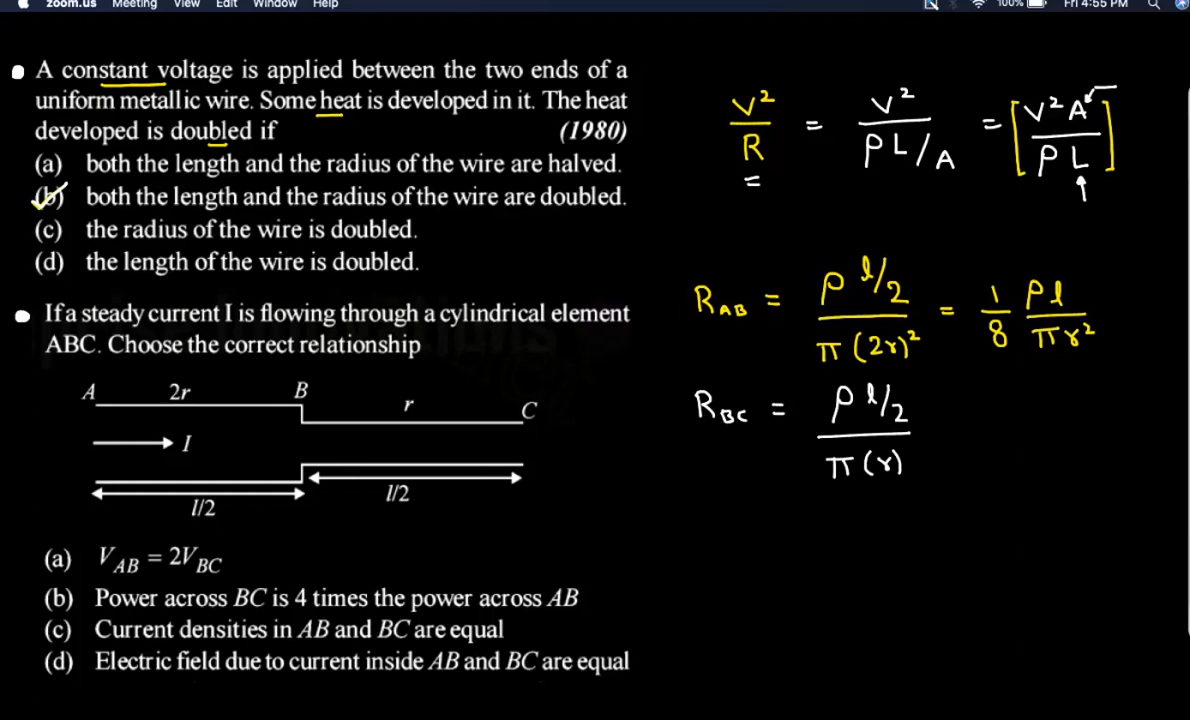 zoom.us Meeting View Edit Window Help 100% Fri 4:55 PM
A constant voltage is applied between the two ends of a
uniform metallic wire. Some heat is developed in it. The heat
developed is doubled if (1980)
(a) both the length and the radius of the wire are halved.
(b) both the length and the radius of the wire are doubled.
(c) the radius of the wire is doubled.
(d) the length of the wire is doubled.
If a steady current I is flowing through a cylindrical element
ABC. Choose the correct relationship
A 2r B r C
I
l/2 l/2
(a) V_AB = 2V_BC
(b) Power across BC is 4 times the power across AB
(c) Current densities in AB and BC are equal
(d) Electric field due to current inside AB and BC are equal
V²/R = V²/(ρL/A) = [V²A/ρL]
R_AB = (ρ l/2)/(π(2r)²) = 1/8 ρl/πr²
R_BC = (ρ l/2)/(π(r)